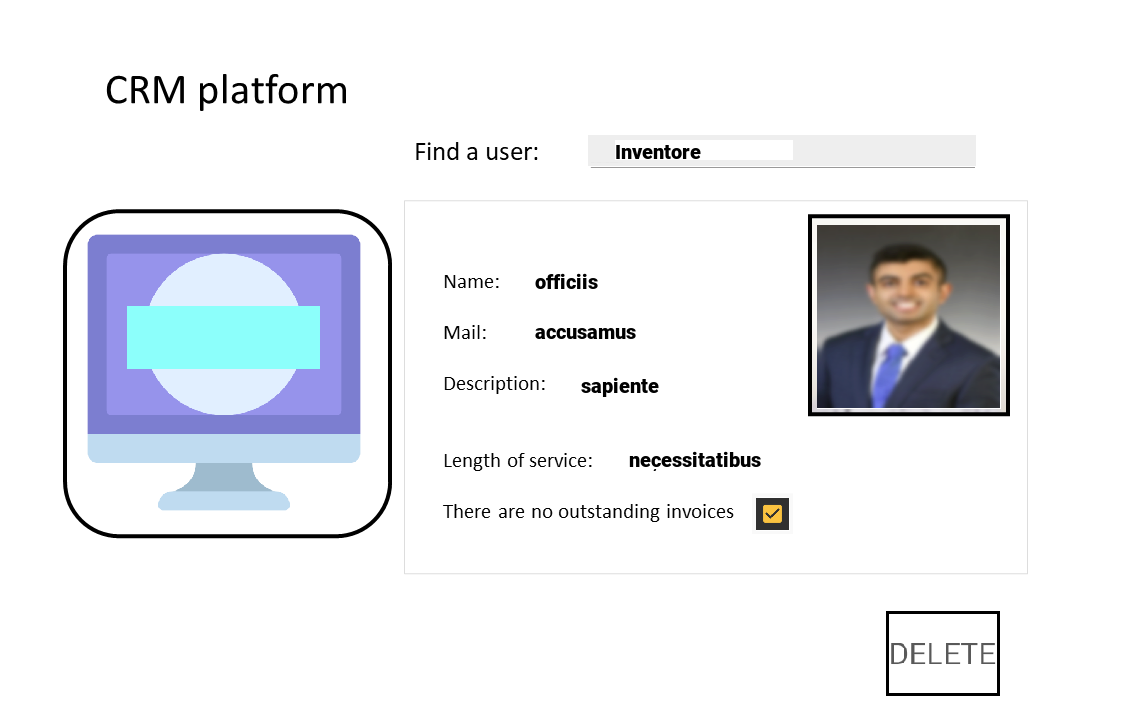 CRM platform
Find a user: Inventore
Name: officiis
Mail: accusamus
Description: sapiente
Length of service: necessitatibus
There are no outstanding invoices
DELETE